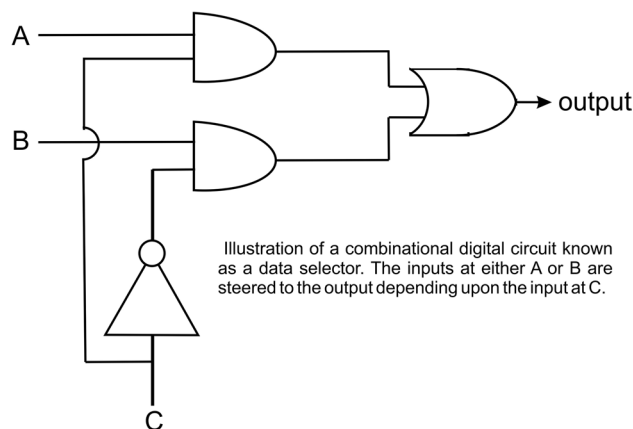 A
B
output
Illustration of a combinational digital circuit known
as a data selector. The inputs at either A or B are
steered to the output depending upon the input at C.
C